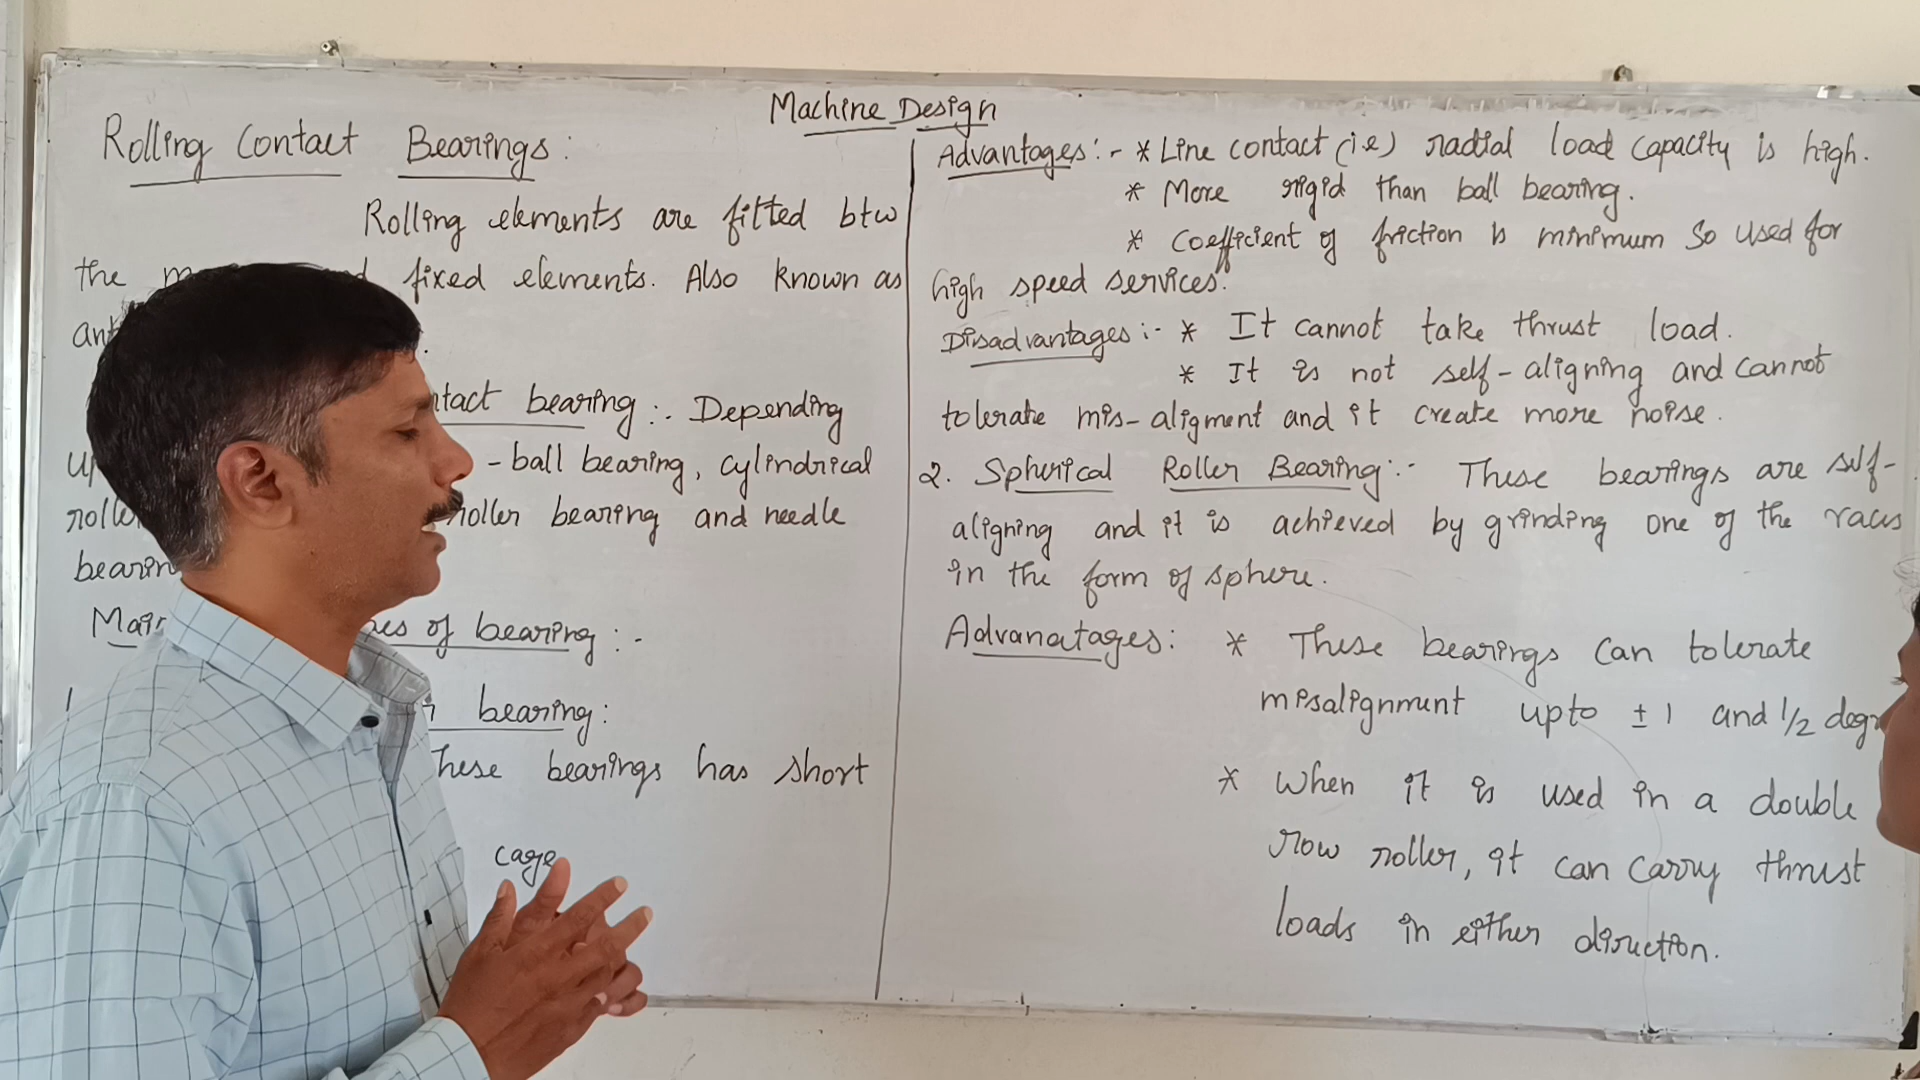 Machine Design
Rolling Contact Bearings:
Rolling elements are fitted btw
the fixed elements. Also known as
bearing :. Depending
- ball bearing, cylindrical
roller bearing and needle
of bearing :-
bearing:
These bearings has short
cage
Advantages :- * Line contact (i.e) radial load capacity is high.
* More rigid than ball bearing.
* Coefficient of friction is minimum so used for
high speed services.
Disadvantages :- * It cannot take thrust load.
* It is not self-aligning and cannot
tolerate mis-aligment and it create more noise.
2. Spherical Roller Bearing :- These bearings are self-
aligning and it is achieved by grinding one of the races
in the form of sphere.
Advanatages: * These bearings can tolerate
misalignment upto ± 1 and 1/2
* When it is used in a double
row roller, it can carry thrust
loads in either direction.